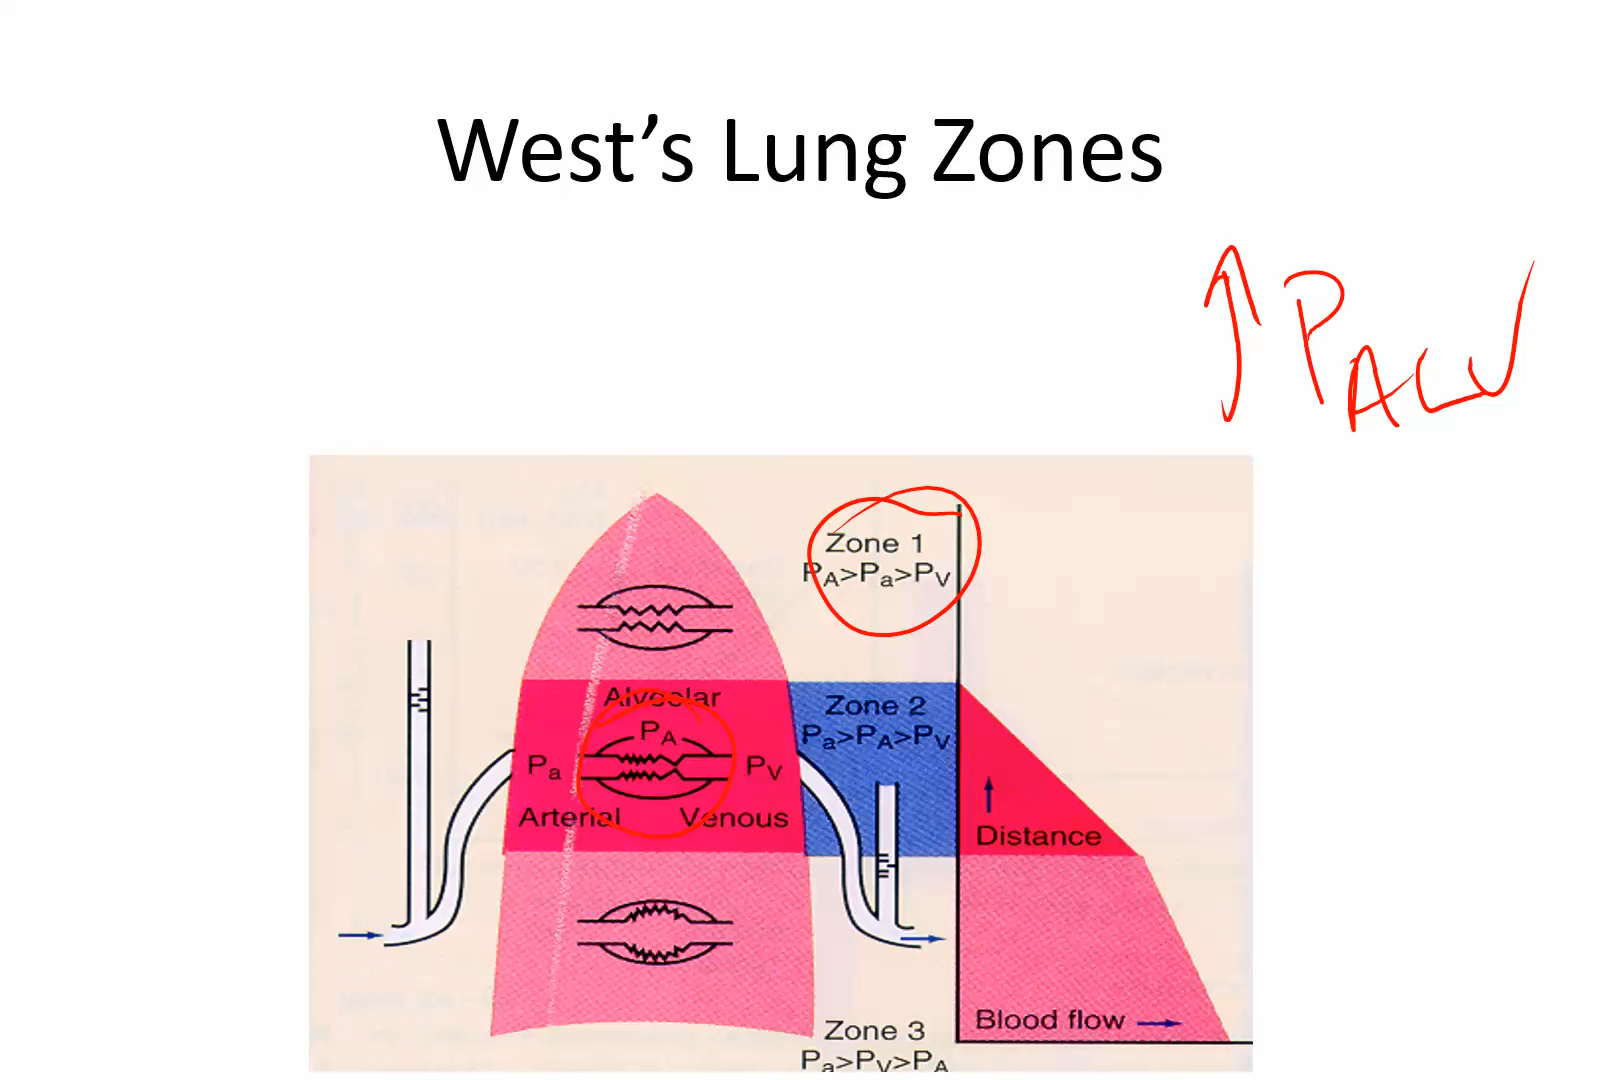 West’s Lung Zones
↑ PALV
Zone 1
PA>Pa>PV
Alveolar
PA
Pa
PV
Arterial
Venous
Zone 2
Pa>PA>PV
Distance
Blood flow
Zone 3
Pa>PV>PA